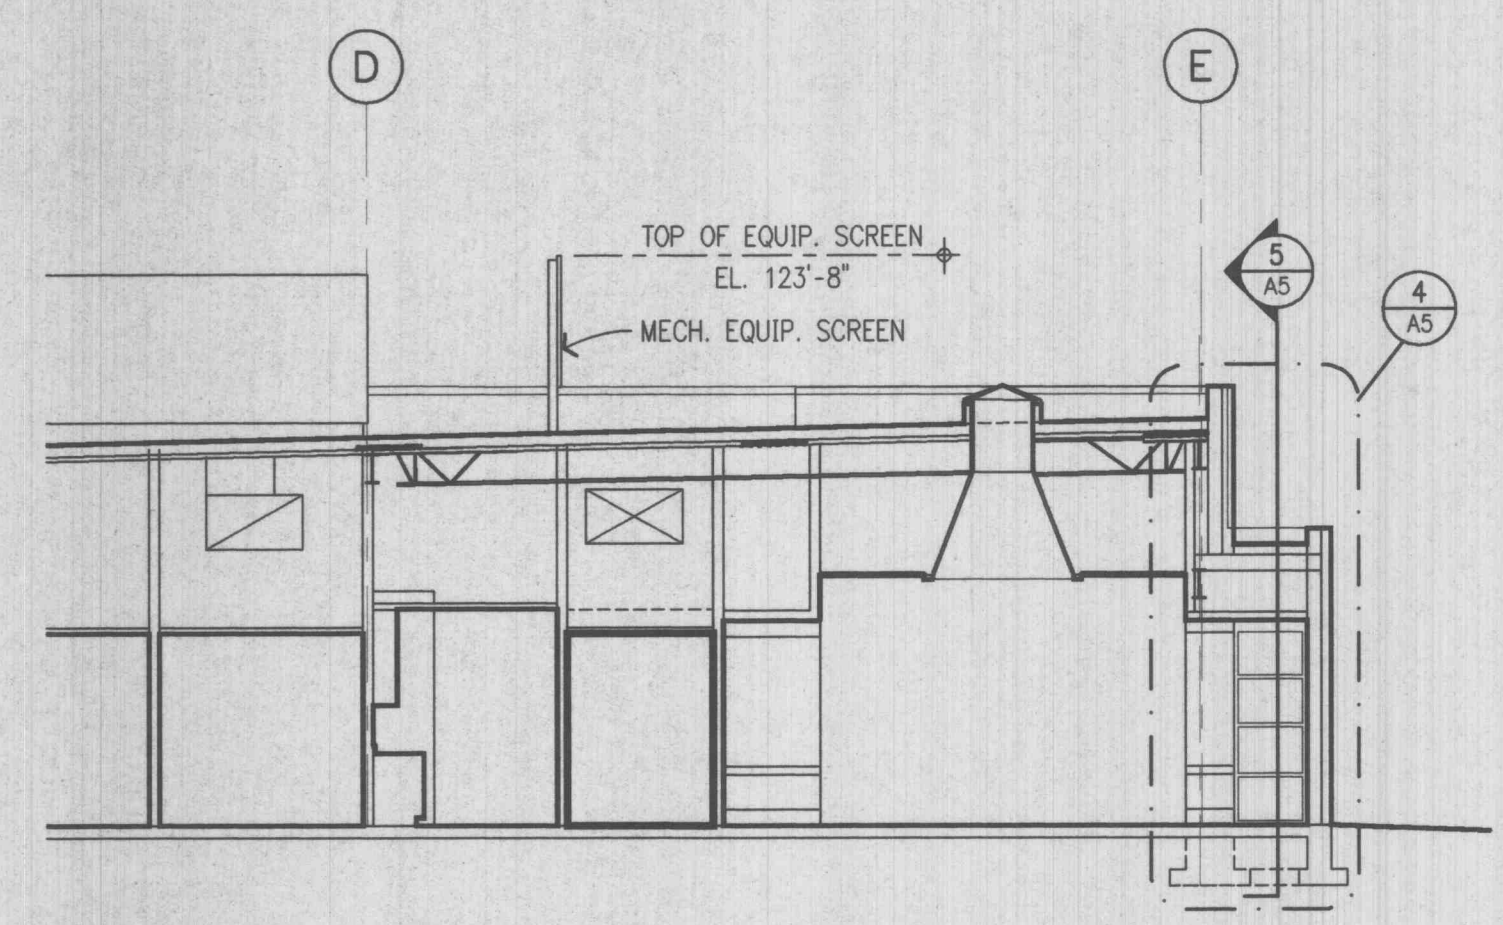 D
E
TOP OF EQUIP. SCREEN
EL. 123'-8"
MECH. EQUIP. SCREEN
5
A5
4
A5